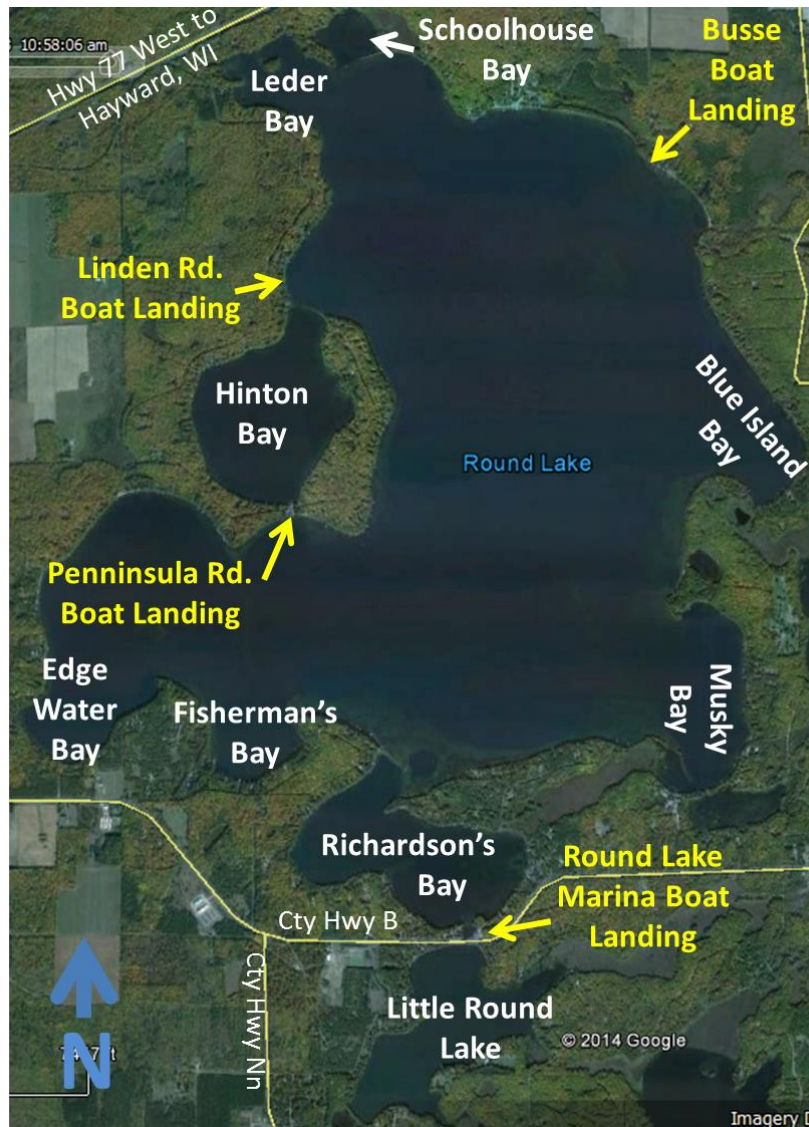 10:58:06 am
Hwy 77 West to
Hayward, WI
Schoolhouse
Bay
Busse
Boat
Landing
Leder
Bay
Linden Rd.
Boat Landing
Hinton
Bay
Blue Island
Bay
Round Lake
Penninsula Rd.
Boat Landing
Edge
Water
Bay
Fisherman's
Bay
Musky
Bay
Richardson's
Bay
Round Lake
Marina Boat
Landing
Cty Hwy B
Cty Hwy Nn
Little Round
Lake
© 2014 Google
N
Imagery